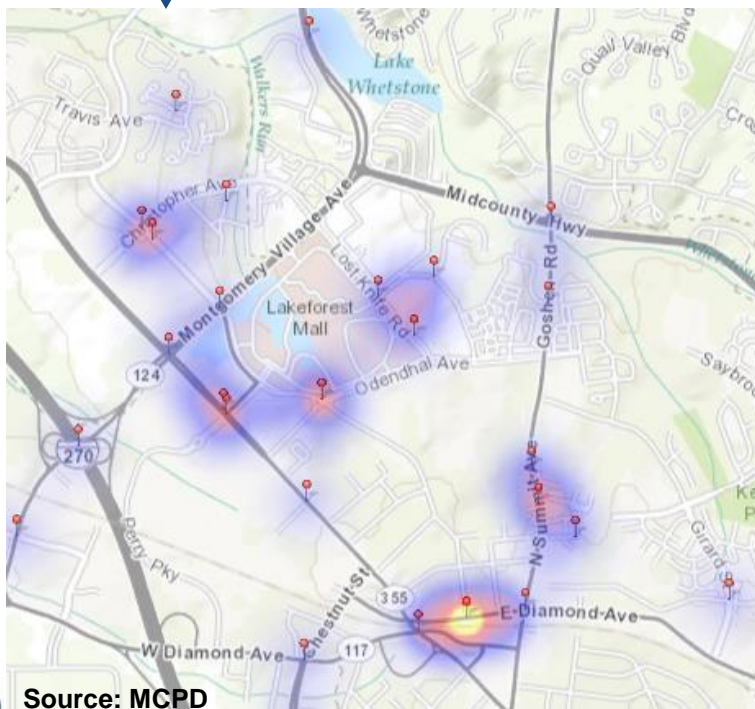 Whetstone
Quail Valley Blvd
Lake
Whetstone
Walkers Run
Travis Ave
Christopher Ave
Montgomery-Village-Ave
Midcounty-Hwy
Lost Knife Rd
Goshen-Rd
Lakeforest
Mall
Odendhal Ave
124
270
Perry Pky
N-Summit-Ave
Girard
355
E-Diamond-Ave
Chestnut-St
W-Diamond-Ave
117
Source: MCPD